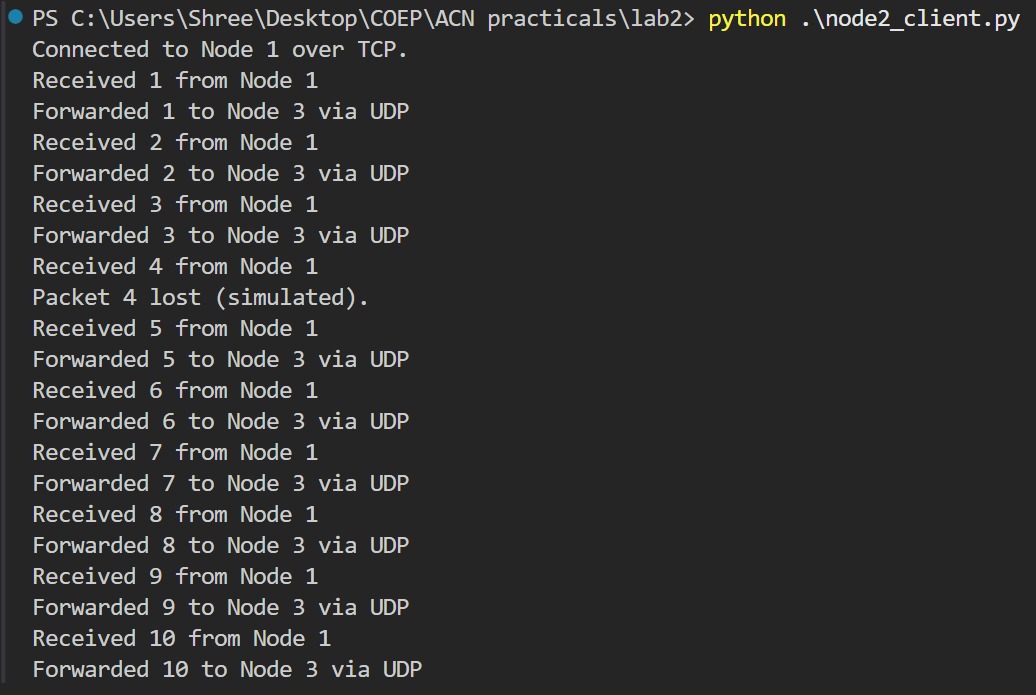 PS C:\Users\Shree\Desktop\COEP\ACN practicals\lab2> python .\node2_client.py
Connected to Node 1 over TCP.
Received 1 from Node 1
Forwarded 1 to Node 3 via UDP
Received 2 from Node 1
Forwarded 2 to Node 3 via UDP
Received 3 from Node 1
Forwarded 3 to Node 3 via UDP
Received 4 from Node 1
Packet 4 lost (simulated).
Received 5 from Node 1
Forwarded 5 to Node 3 via UDP
Received 6 from Node 1
Forwarded 6 to Node 3 via UDP
Received 7 from Node 1
Forwarded 7 to Node 3 via UDP
Received 8 from Node 1
Forwarded 8 to Node 3 via UDP
Received 9 from Node 1
Forwarded 9 to Node 3 via UDP
Received 10 from Node 1
Forwarded 10 to Node 3 via UDP